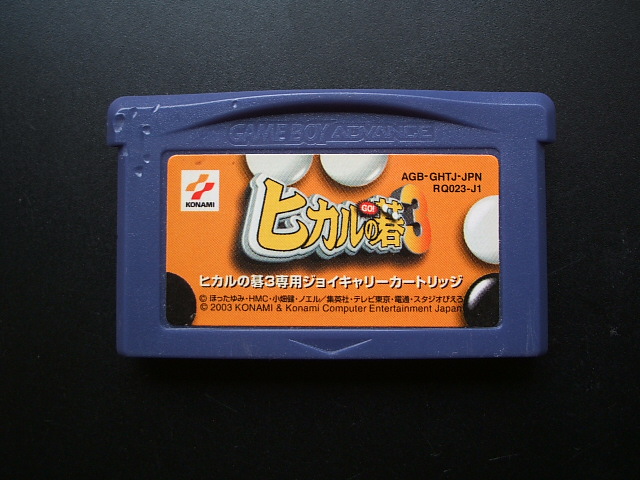 GAME BOY ADVANCE
AGB-GHTJ-JPN
RQ023-J1
KONAMI
ヒカルの碁3
GO!
ヒカルの碁3専用ジョイキャリーカートリッジ
© ほったゆみ・HMC・小畑健・ノエル/集英社・テレビ東京・電通・スタジオぴえろ
© 2003 KONAMI & Konami Computer Entertainment Japan